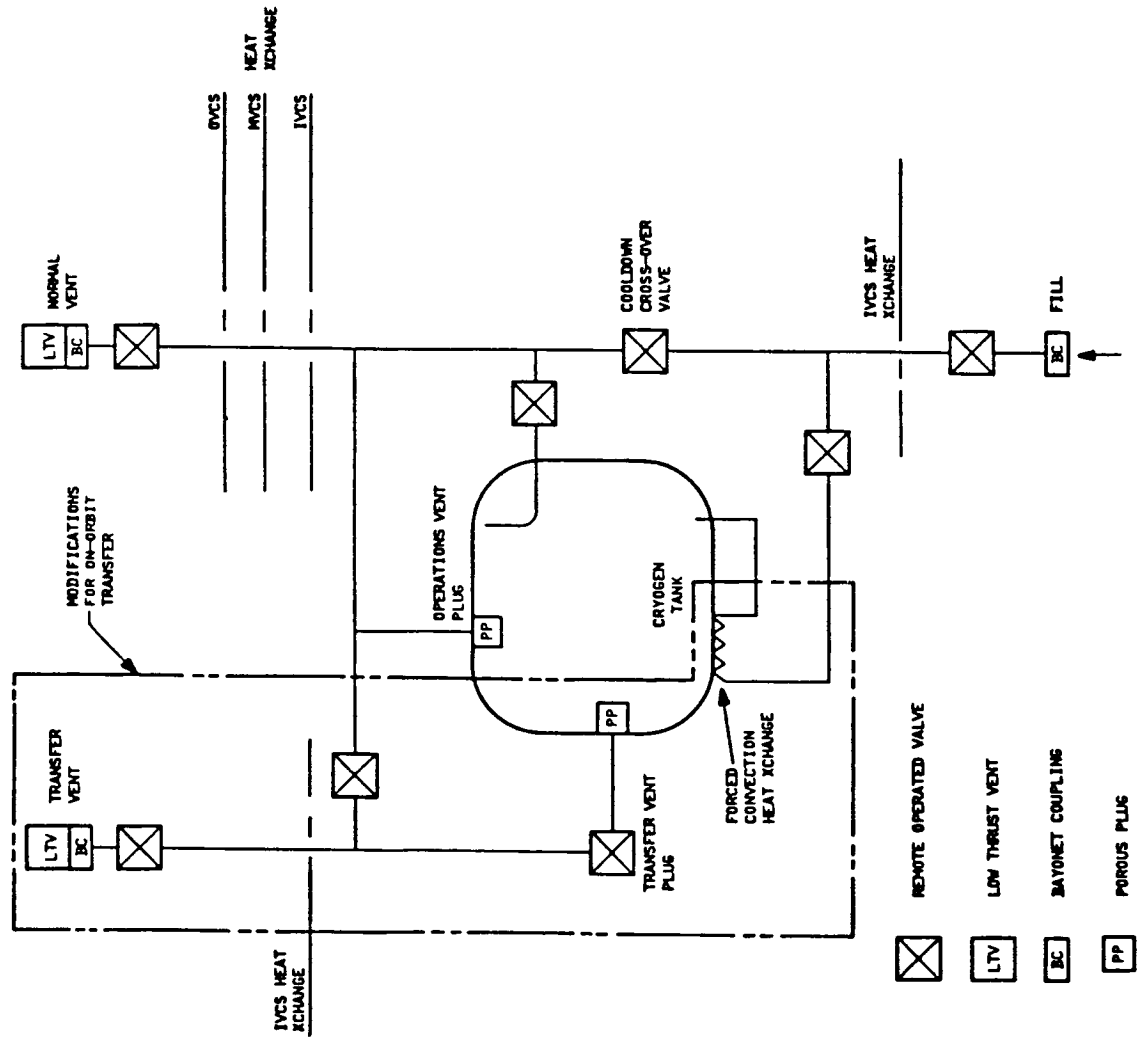 MODIFICATIONS
FOR ON-ORBIT
TRANSFER
TRANSFER
VENT
LTV
BC
NORMAL
VENT
LTV
BC
OVCS
MVCS
IVCS
HEAT
XCHANGE
IVCS HEAT
XCHANGE
OPERATIONS VENT
PLUG
PP
PP
TRANSFER VENT
PLUG
CRYOGEN
TANK
FORCED
CONVECTION
HEAT XCHANGE
COOLDOWN
CROSS-OVER
VALVE
IVCS HEAT
XCHANGE
BC
FILL
REMOTE OPERATED VALVE
LTV
LOW THRUST VENT
BC
BAYONET COUPLING
PP
POROUS PLUG